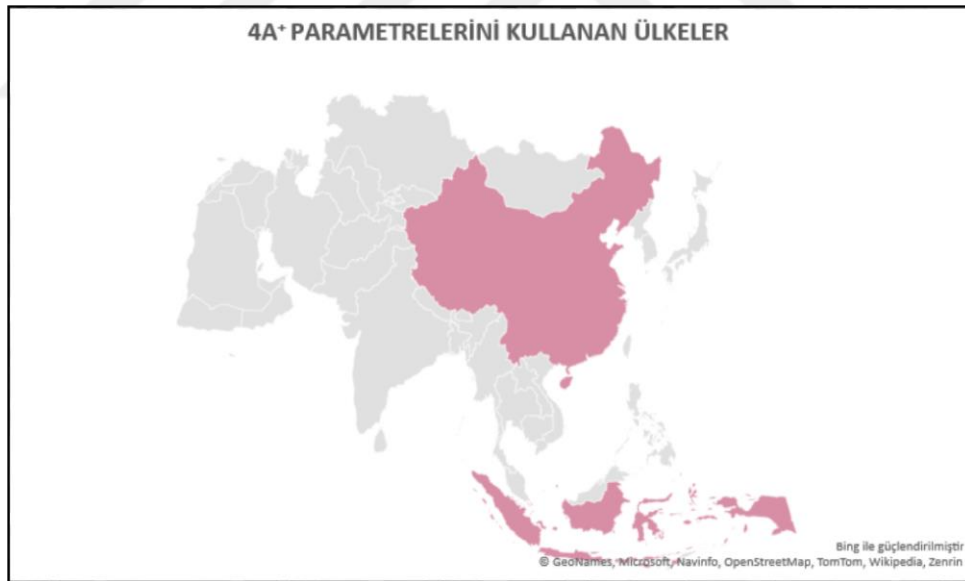 4A⁺ PARAMETRELERİNİ KULLANAN ÜLKELER
Bing ile güçlendirilmiştir
© GeoNames, Microsoft, Navinfo, OpenStreetMap, TomTom, Wikipedia, Zenrin